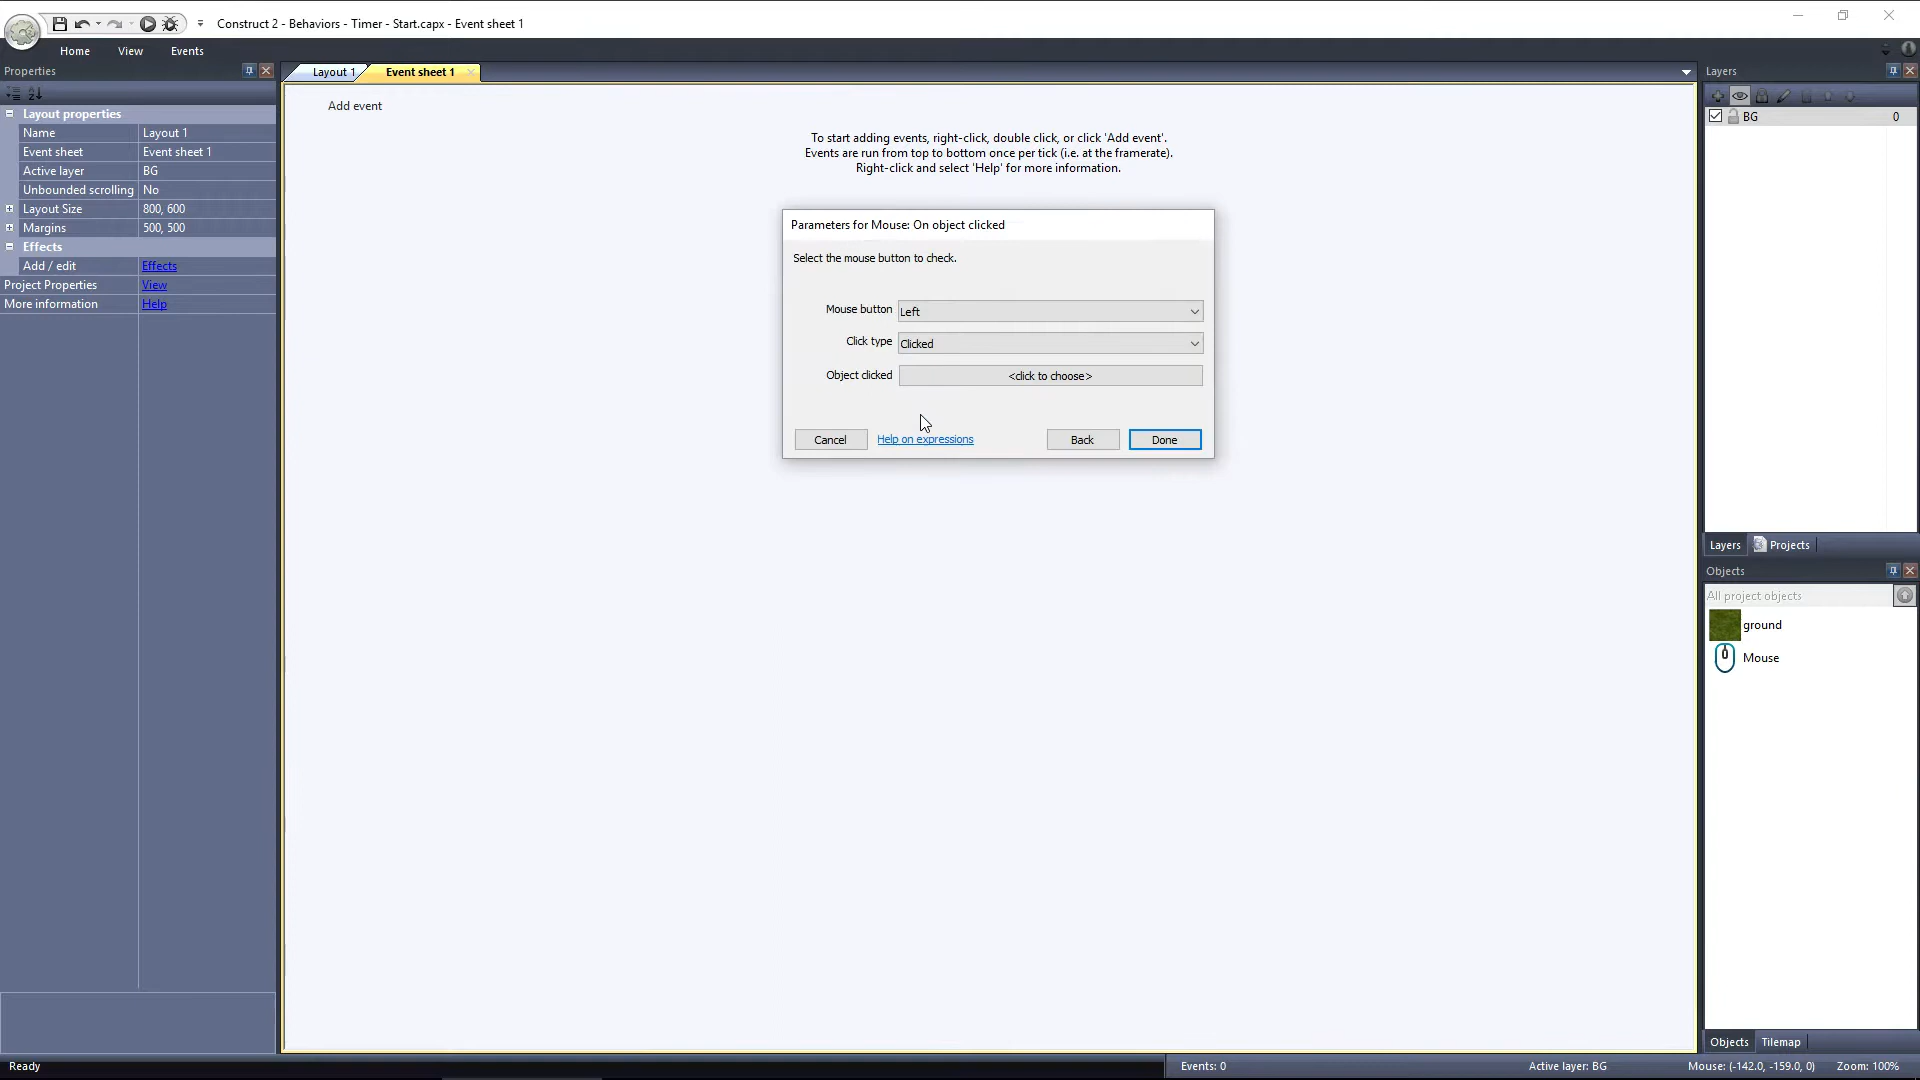 Construct 2 - Behaviors - Timer - Start.capx - Event sheet 1
Home View Events
Properties
Layout 1 Event sheet 1
Layers
Layout properties
Name Layout 1
Event sheet Event sheet 1
Active layer BG
Unbounded scrolling No
Layout Size 800, 600
Margins 500, 500
Effects
Add / edit Effects
Project Properties View
More information Help
Add event
To start adding events, right-click, double click, or click 'Add event'.
Events are run from top to bottom once per tick (i.e. at the framerate).
Right-click and select 'Help' for more information.
Parameters for Mouse: On object clicked
Select the mouse button to check.
Mouse button Left
Click type Clicked
Object clicked <click to choose>
Cancel Help on expressions Back Done
BG 0
Layers Projects
Objects
All project objects
ground
Mouse
Objects Tilemap
Ready Events: 0 Active layer: BG Mouse: (-142.0, -159.0, 0) Zoom: 100%